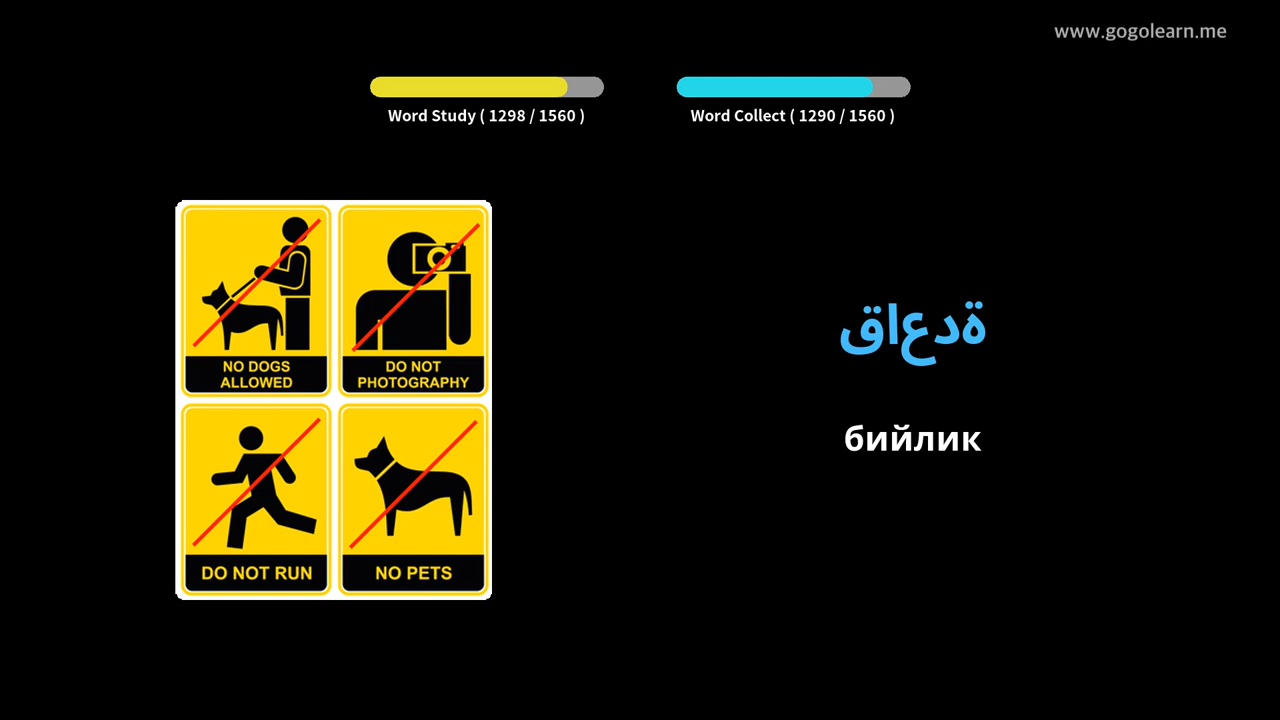 www.gogolearn.me
Word Study ( 1298 / 1560 )
Word Collect ( 1290 / 1560 )
NO DOGS
ALLOWED
DO NOT
PHOTOGRAPHY
DO NOT RUN
NO PETS
قاعدة
бийлик